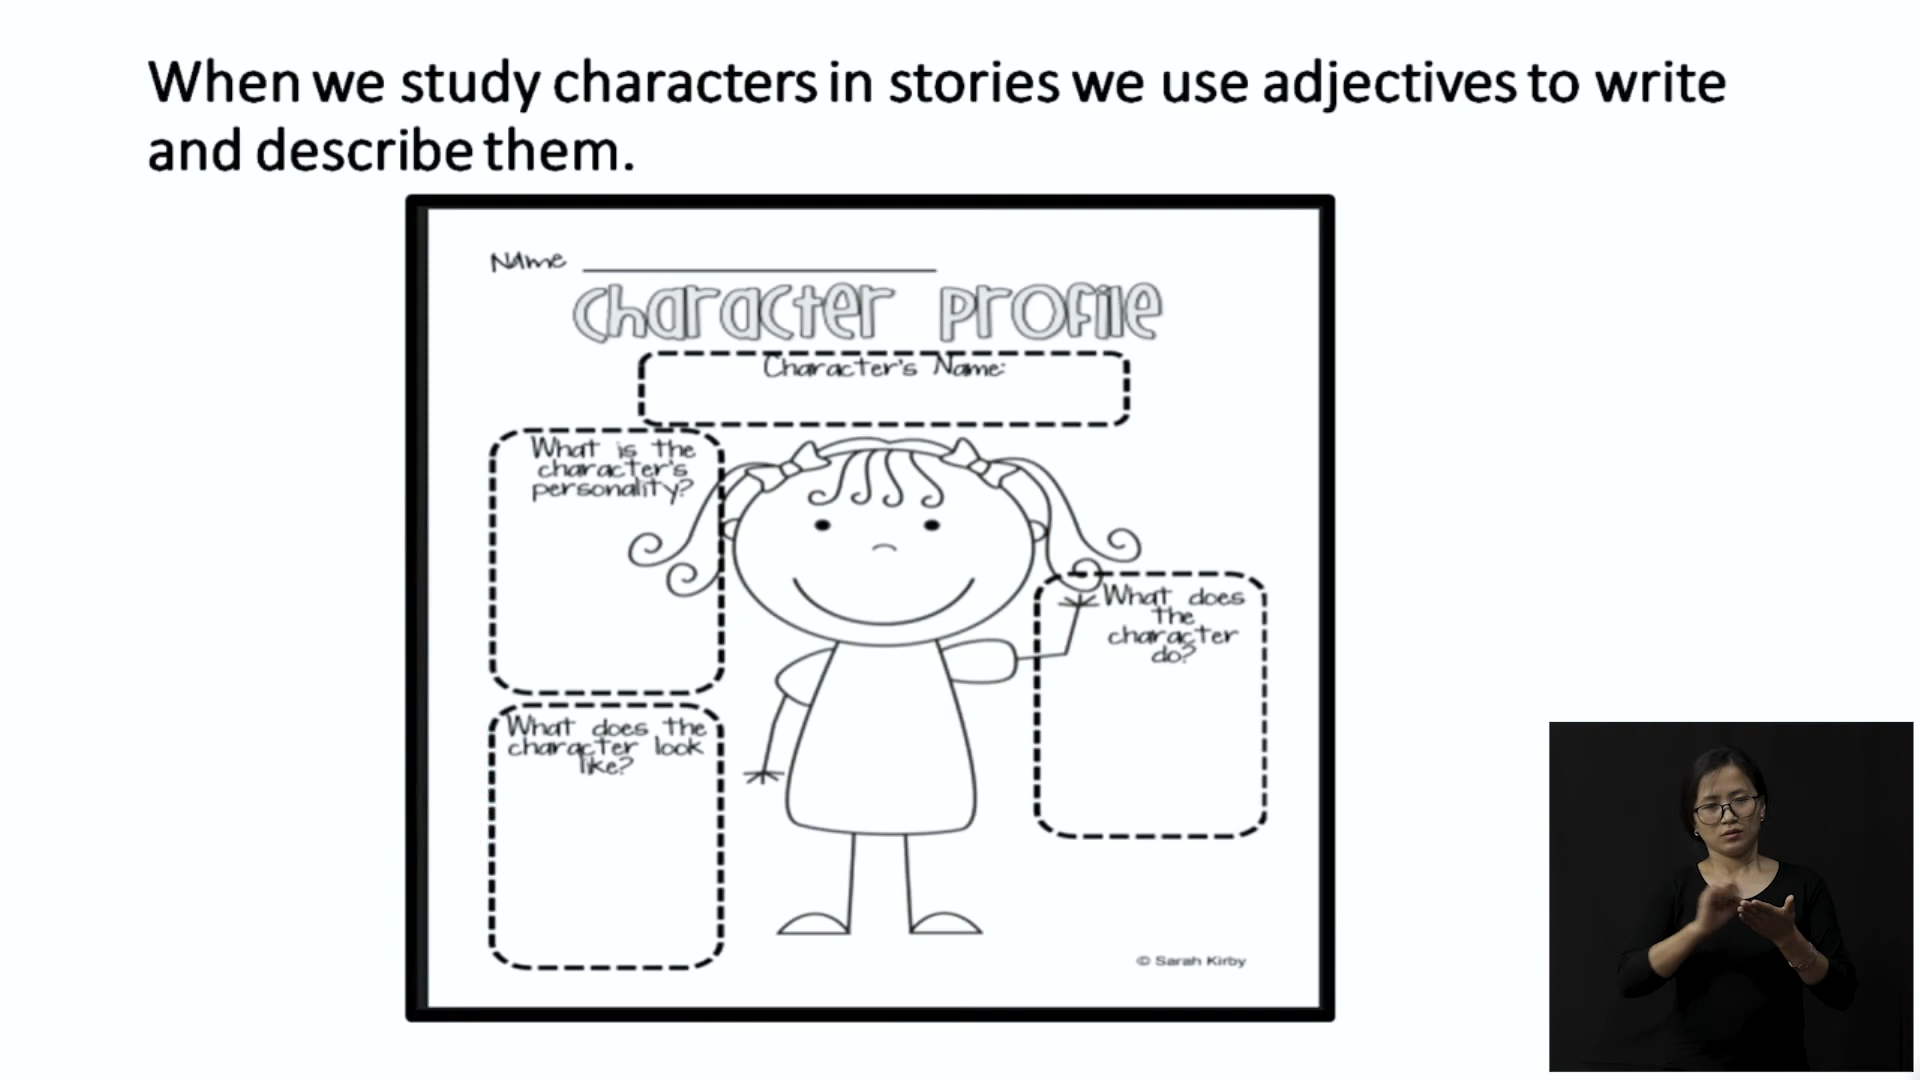 When we study characters in stories we use adjectives to write
and describe them.
Name
Character Profile
Character's Name:
What is the
character's
personality?
What does the
character look
like?
What does
the
character
do?
© Sarah Kirby